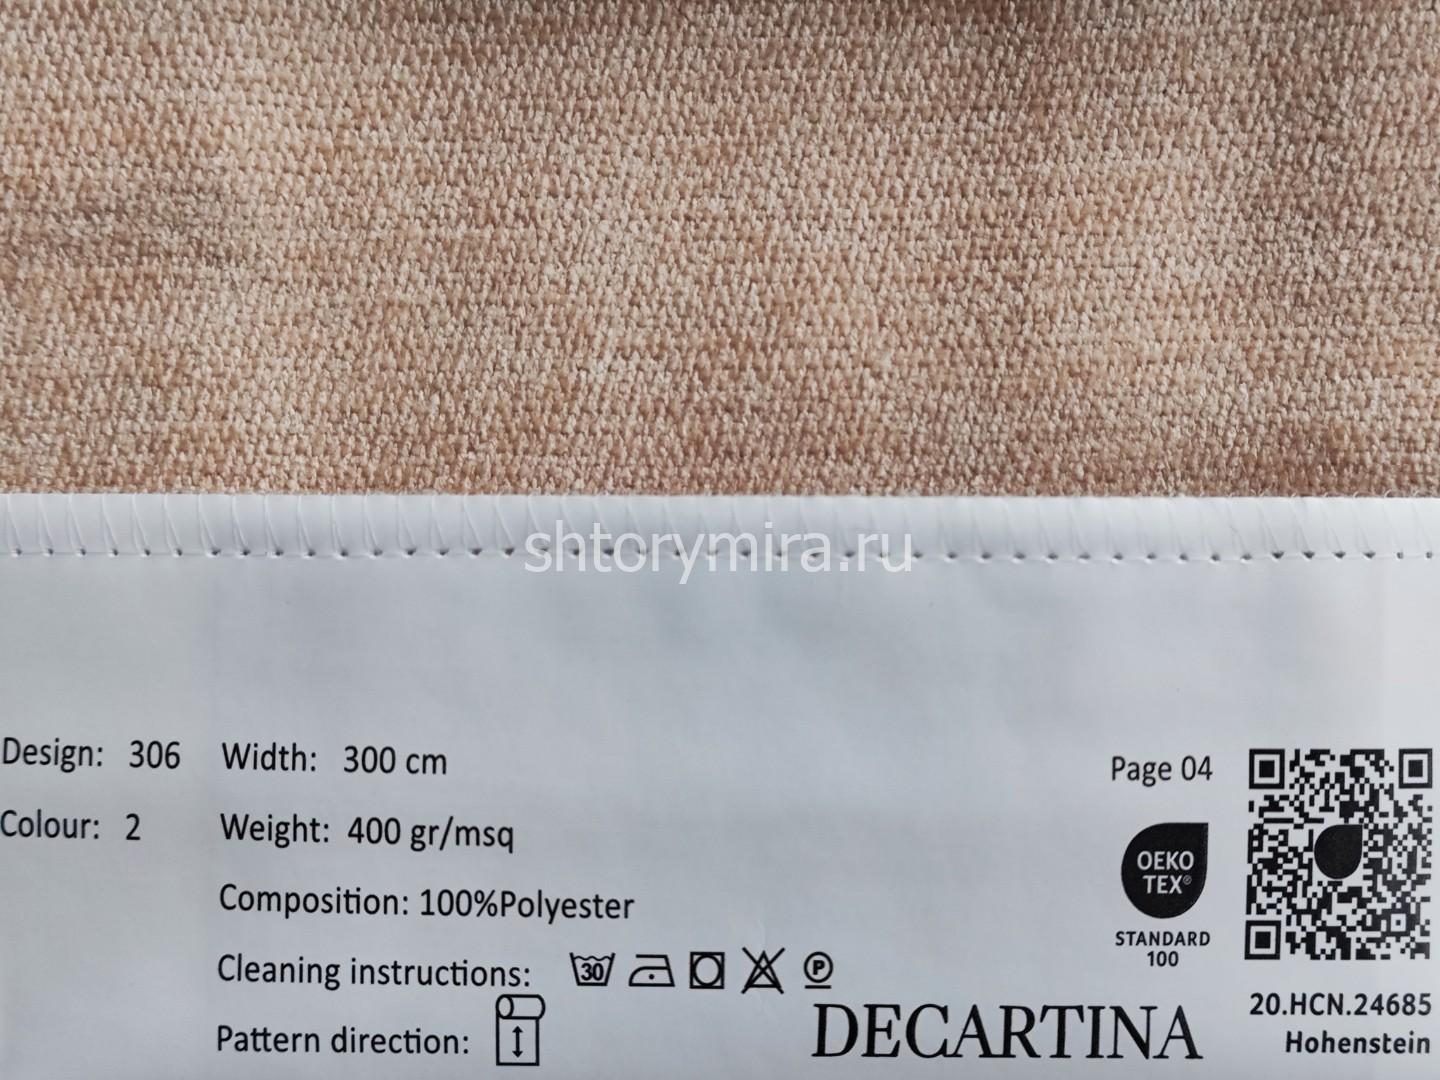 shtorymira.ru
Design: 306 Width: 300 cm
Page 04
Colour: 2 Weight: 400 gr/msq
OEKO
TEX®
STANDARD
100
Composition: 100%Polyester
Cleaning instructions: 30 P
Pattern direction:
DECARTINA
20.HCN.24685
Hohenstein